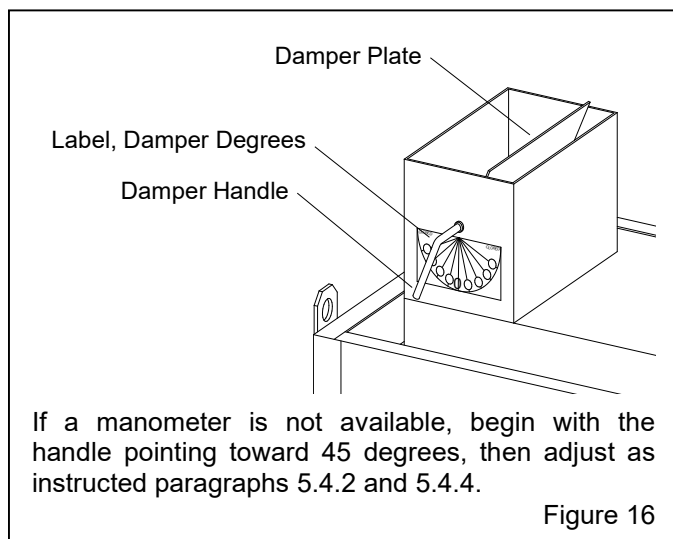 Damper Plate
Label, Damper Degrees
Damper Handle
If a manometer is not available, begin with the
handle pointing toward 45 degrees, then adjust as
instructed paragraphs 5.4.2 and 5.4.4.
Figure 16